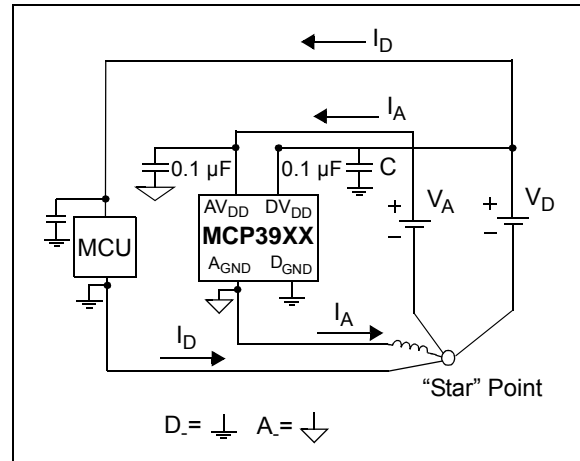 I_D
I_A
0.1 µF 0.1 µF C
+ V_A + V_D
− −
AV_DD DV_DD
MCP39XX
A_GND D_GND
MCU
I_D I_A
"Star" Point
D_-= A_-=